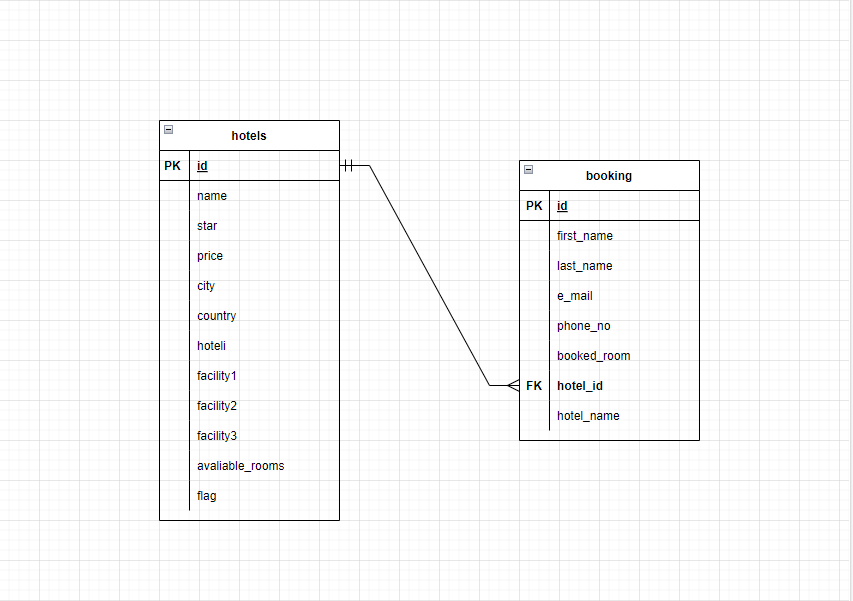 hotels
PK id
name
star
price
city
country
hoteli
facility1
facility2
facility3
avaliable_rooms
flag
booking
PK id
first_name
last_name
e_mail
phone_no
booked_room
FK hotel_id
hotel_name